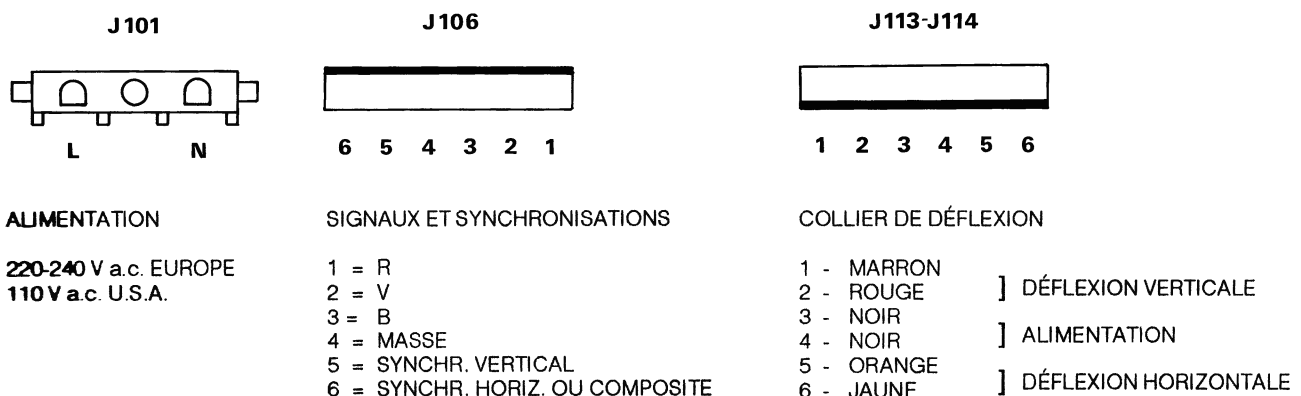 J101
L N
ALIMENTATION
220-240 V a.c. EUROPE
110 V a.c. U.S.A.
J106
6 5 4 3 2 1
SIGNAUX ET SYNCHRONISATIONS
1 = R
2 = V
3 = B
4 = MASSE
5 = SYNCHR. VERTICAL
6 = SYNCHR. HORIZ. OU COMPOSITE
J113-J114
1 2 3 4 5 6
COLLIER DE DÉFLEXION
1 - MARRON
2 - ROUGE
] DÉFLEXION VERTICALE
3 - NOIR
4 - NOIR
] ALIMENTATION
5 - ORANGE
6 - JAUNE
] DÉFLEXION HORIZONTALE